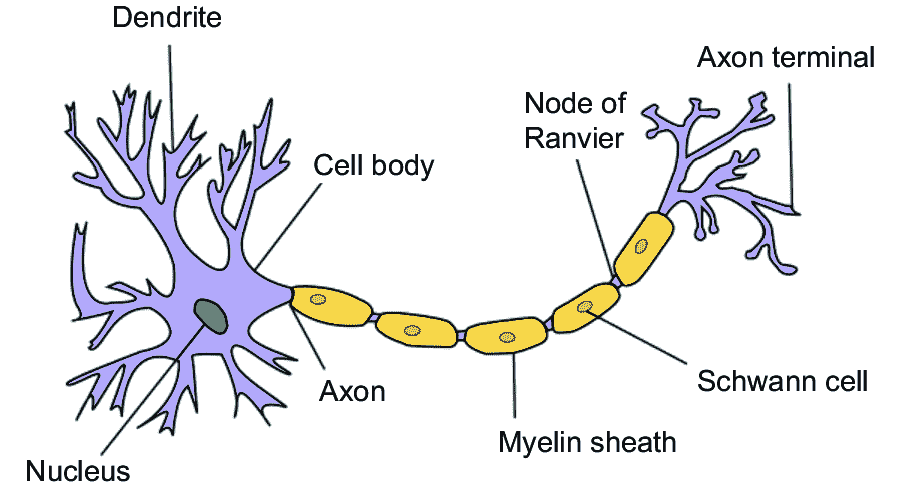 Dendrite
Axon terminal
Node of
Ranvier
Cell body
Axon
Schwann cell
Myelin sheath
Nucleus